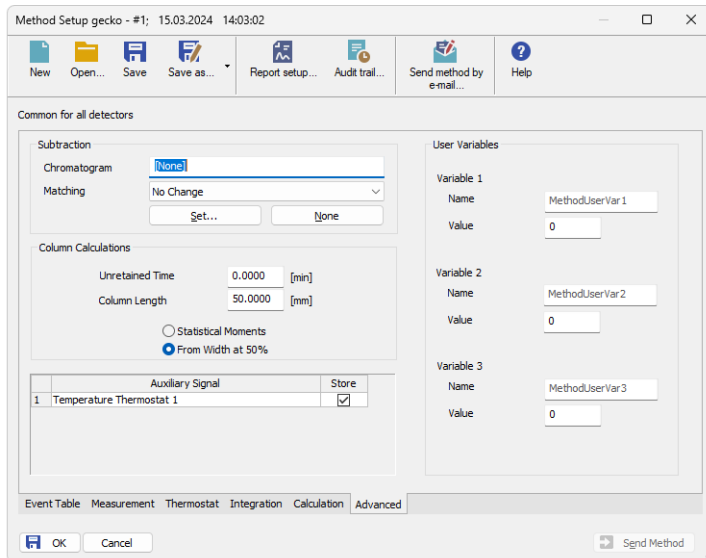 Method Setup gecko - #1; 15.03.2024 14:03:02
New Open... Save Save as... Report setup... Audit trail... Send method by e-mail... Help
Common for all detectors
Subtraction
Chromatogram [None]
Matching No Change
Set... None
Column Calculations
Unretained Time 0.0000 [min]
Column Length 50.0000 [mm]
Statistical Moments
From Width at 50%
Auxiliary Signal Store
1 Temperature Thermostat 1
User Variables
Variable 1
Name MethodUserVar1
Value 0
Variable 2
Name MethodUserVar2
Value 0
Variable 3
Name MethodUserVar3
Value 0
Event Table Measurement Thermostat Integration Calculation Advanced
OK Cancel Send Method